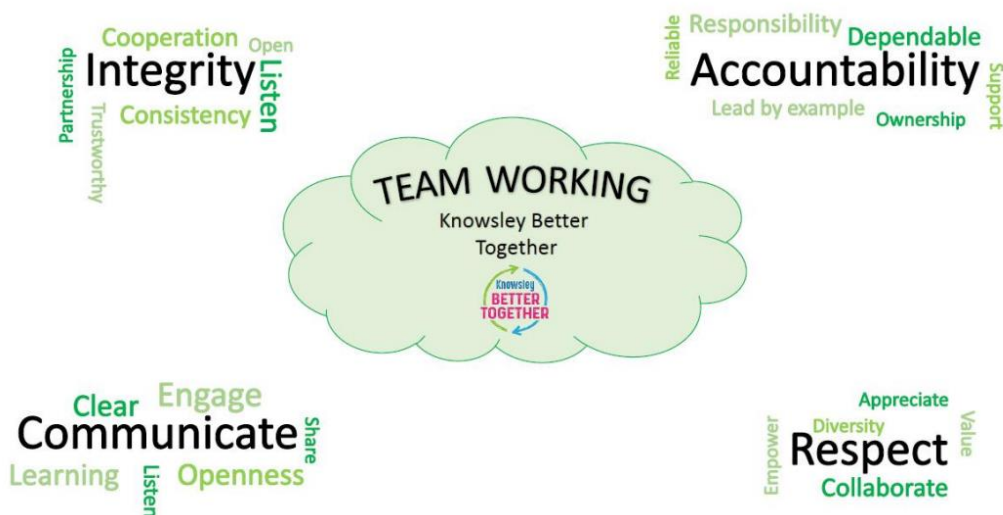 Cooperation Open
Partnership
Integrity
Listen
Trustworthy
Consistency
Reliable
Responsibility
Dependable
Accountability
Support
Lead by example
Ownership
TEAM WORKING
Knowsley Better
Together
Knowsley
BETTER
TOGETHER
Clear
Engage
Communicate
Share
Learning
Listen
Openness
Appreciate
Empower
Diversity
Value
Respect
Collaborate